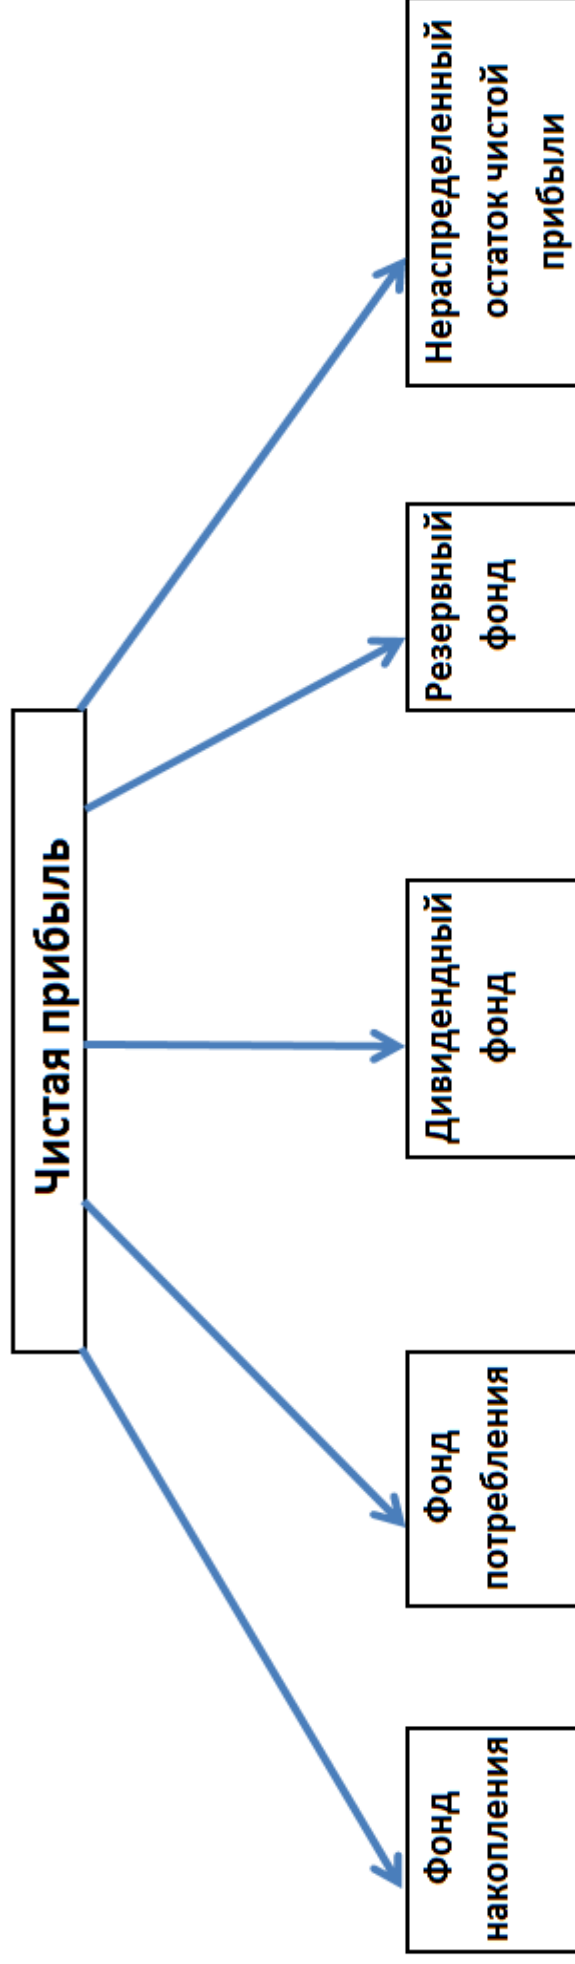 Чистая прибыль
Фонд
накопления
Фонд
потребления
Дивидендный
фонд
Резервный
фонд
Нераспределенный
остаток чистой
прибыли